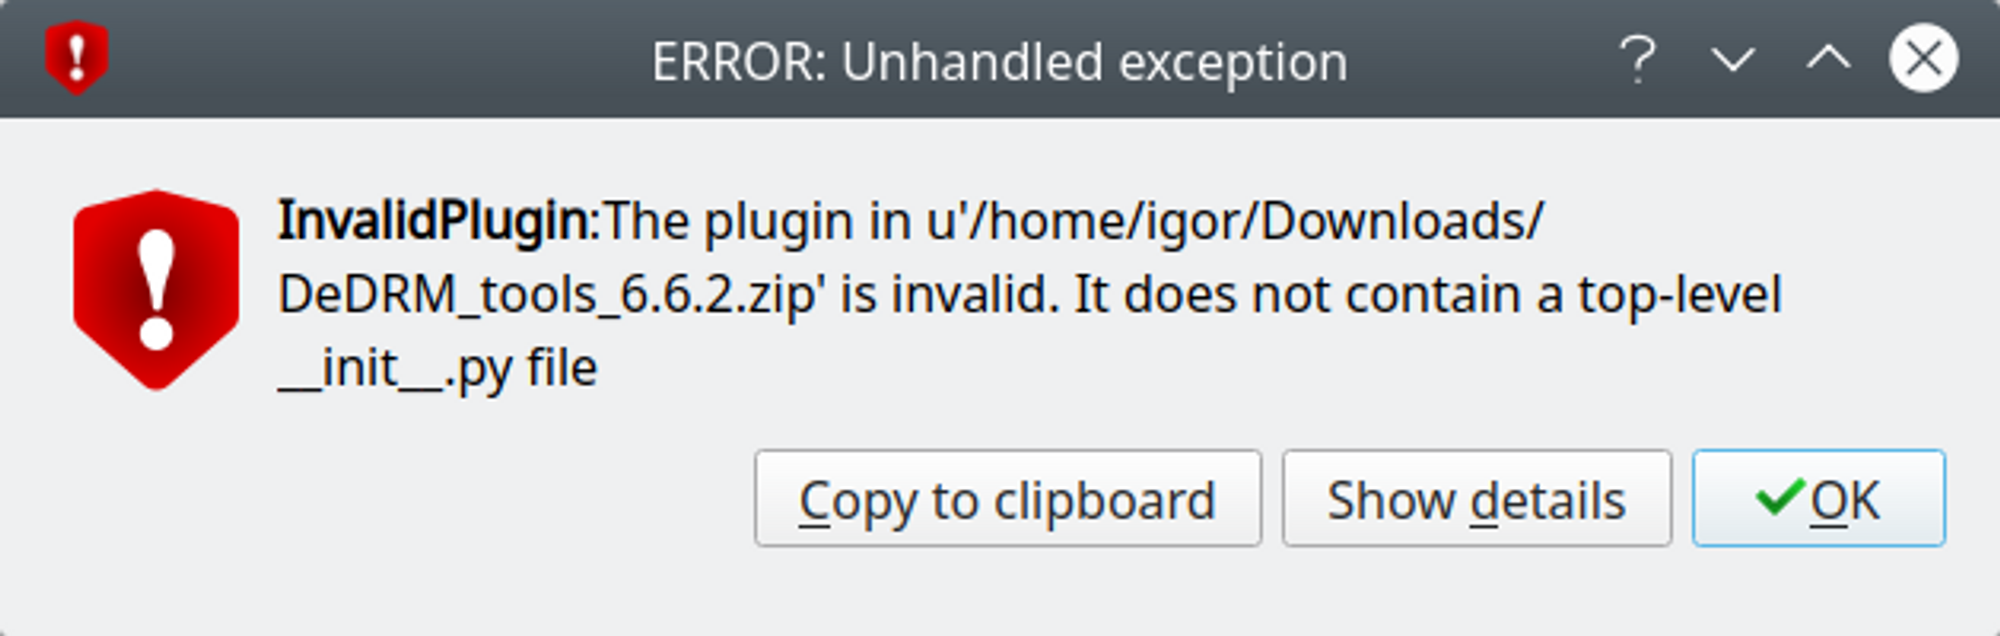 ERROR: Unhandled exception
InvalidPlugin:The plugin in u'/home/igor/Downloads/
DeDRM_tools_6.6.2.zip' is invalid. It does not contain a top-level
__init__.py file
Copy to clipboard
Show details
OK